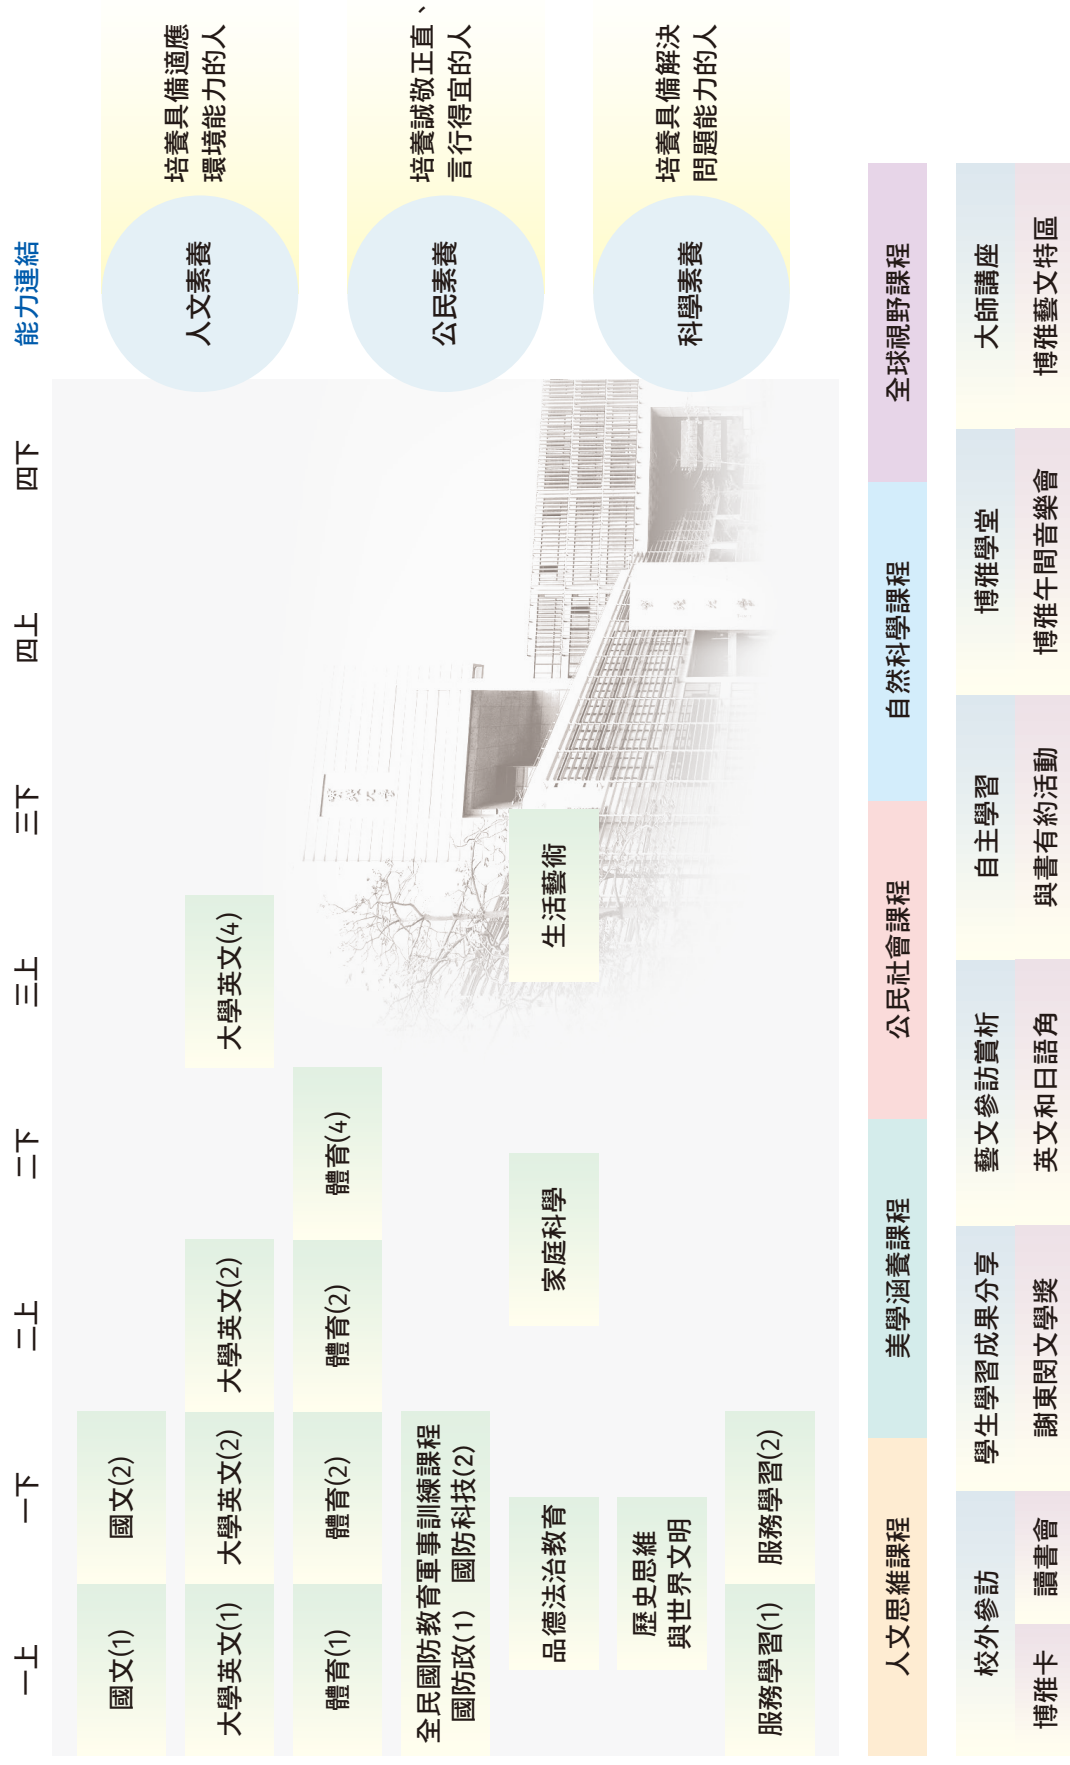 一上
一下
二上
二下
三上
三下
四上
四下
能力連結
國文(1)
國文(2)
大學英文(1)
大學英文(2)
大學英文(2)
大學英文(4)
體育(1)
體育(2)
體育(2)
體育(4)
全民國防教育軍事訓練課程
國防政(1) 國防科技(2)
品德法治教育
家庭科學
生活藝術
歷史思維
與世界文明
服務學習(1)
服務學習(2)
人文素養
培養具備適應
環境能力的人
公民素養
培養誠敬正直、
言行得宜的人
科學素養
培養具備解決
問題能力的人
人文思維課程
美學涵養課程
公民社會課程
自然科學課程
全球視野課程
校外參訪
學生學習成果分享
藝文參訪賞析
自主學習
博雅學堂
大師講座
博雅卡
讀書會
謝東閔文學獎
英文和日語角
與書有約活動
博雅午間音樂會
博雅藝文特區